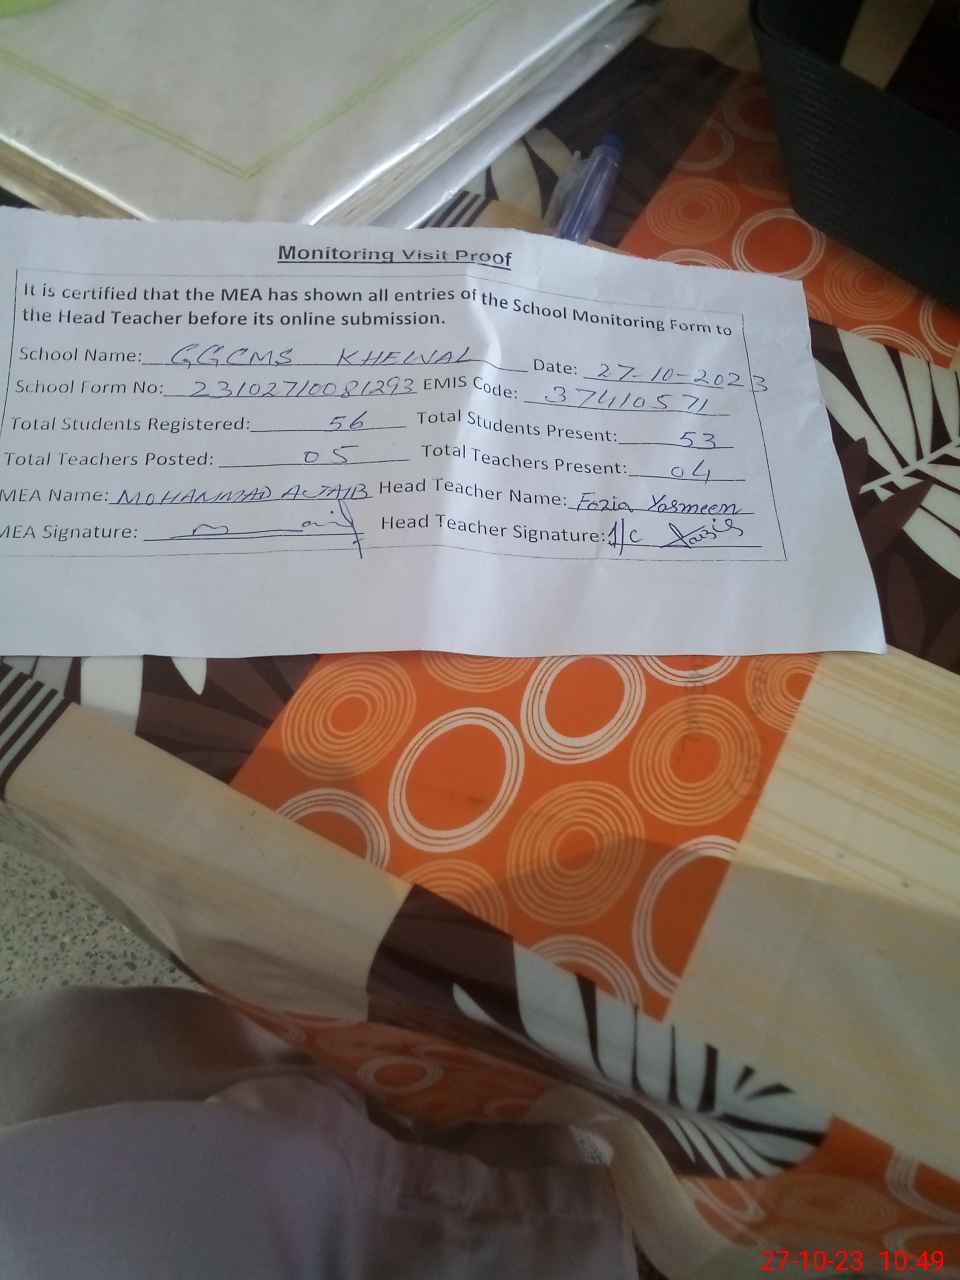 Monitoring Visit Proof
It is certified that the MEA has shown all entries of the School Monitoring Form to
the Head Teacher before its online submission.
School Name: GGCMS KHEWAL Date: 27-10-2023
School Form No: 23102710081293 EMIS Code: 37410571
Total Students Registered: 56 Total Students Present: 53
Total Teachers Posted: 05 Total Teachers Present: 04
MEA Name: MOHAMMAD AJAIB Head Teacher Name: Fozia Yasmeen
MEA Signature: Head Teacher Signature: I/C
27-10-23 10:49